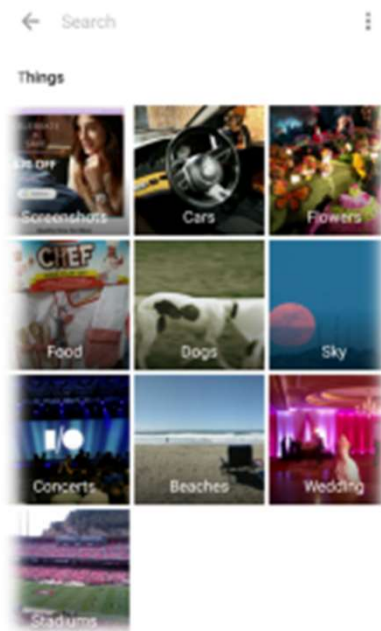 Search
Things
Screenshots
Cars
Flowers
CHEF
Food
Dogs
Sky
I/O
Concerts
Beaches
Wedding
Stadiums